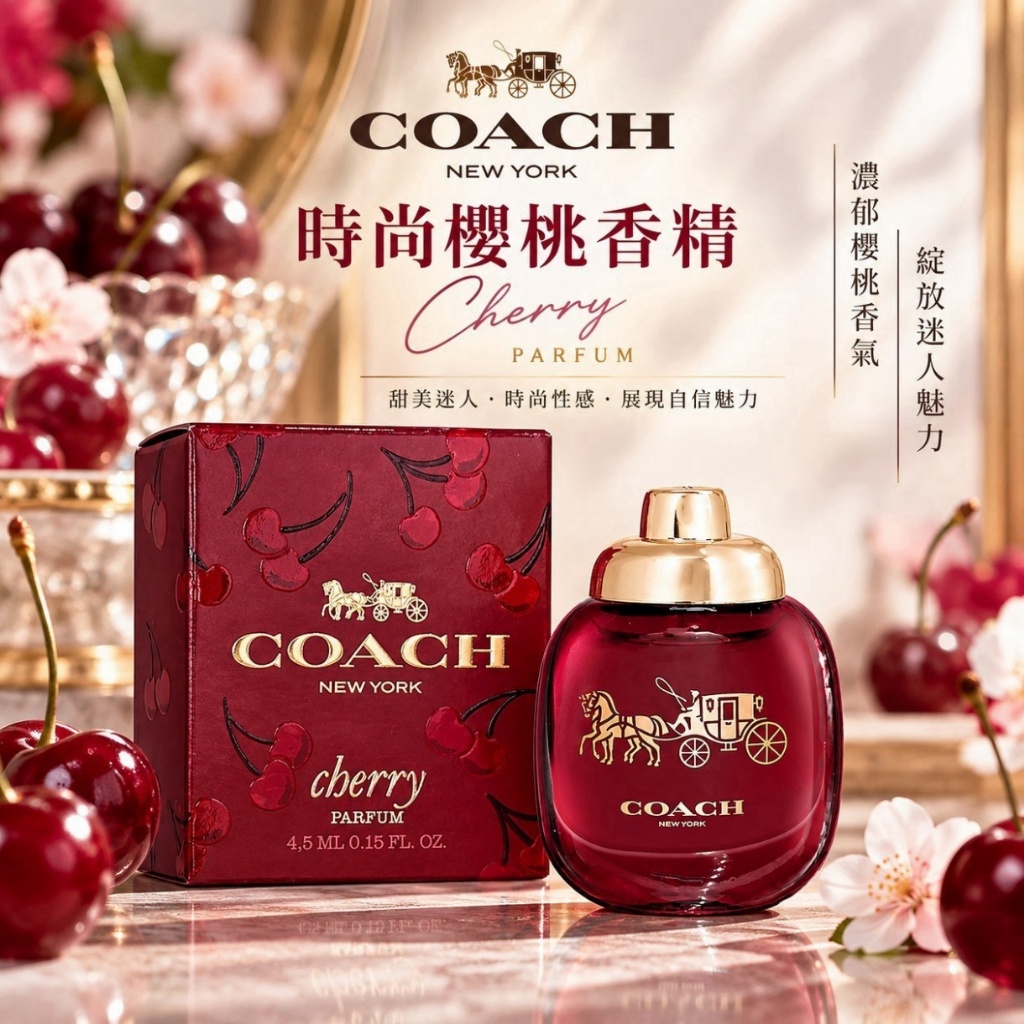 COACH
NEW YORK
時尚櫻桃香精
Cherry
PARFUM
甜美迷人・時尚性感・展現自信魅力
濃郁櫻桃香氣
綻放迷人魅力
COACH
NEW YORK
cherry
PARFUM
4,5 ML 0.15 FL. OZ.
COACH
NEW YORK